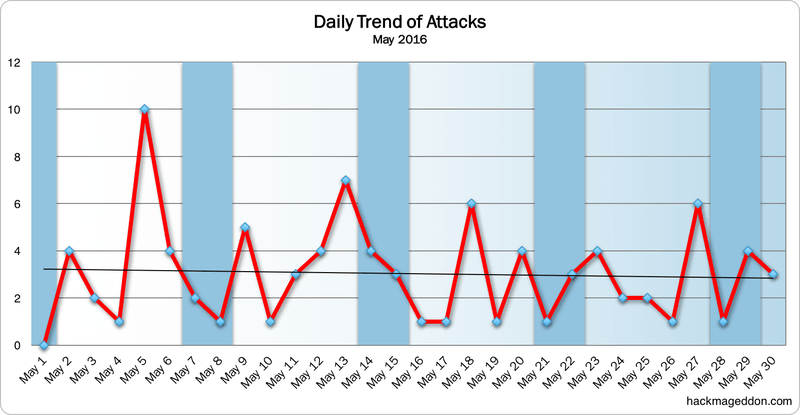 Daily Trend of Attacks
May 2016
12
10
8
6
4
2
0
May 1
May 2
May 3
May 4
May 5
May 6
May 7
May 8
May 9
May 10
May 11
May 12
May 13
May 14
May 15
May 16
May 17
May 18
May 19
May 20
May 21
May 22
May 23
May 24
May 25
May 26
May 27
May 28
May 29
May 30
hackmageddon.com